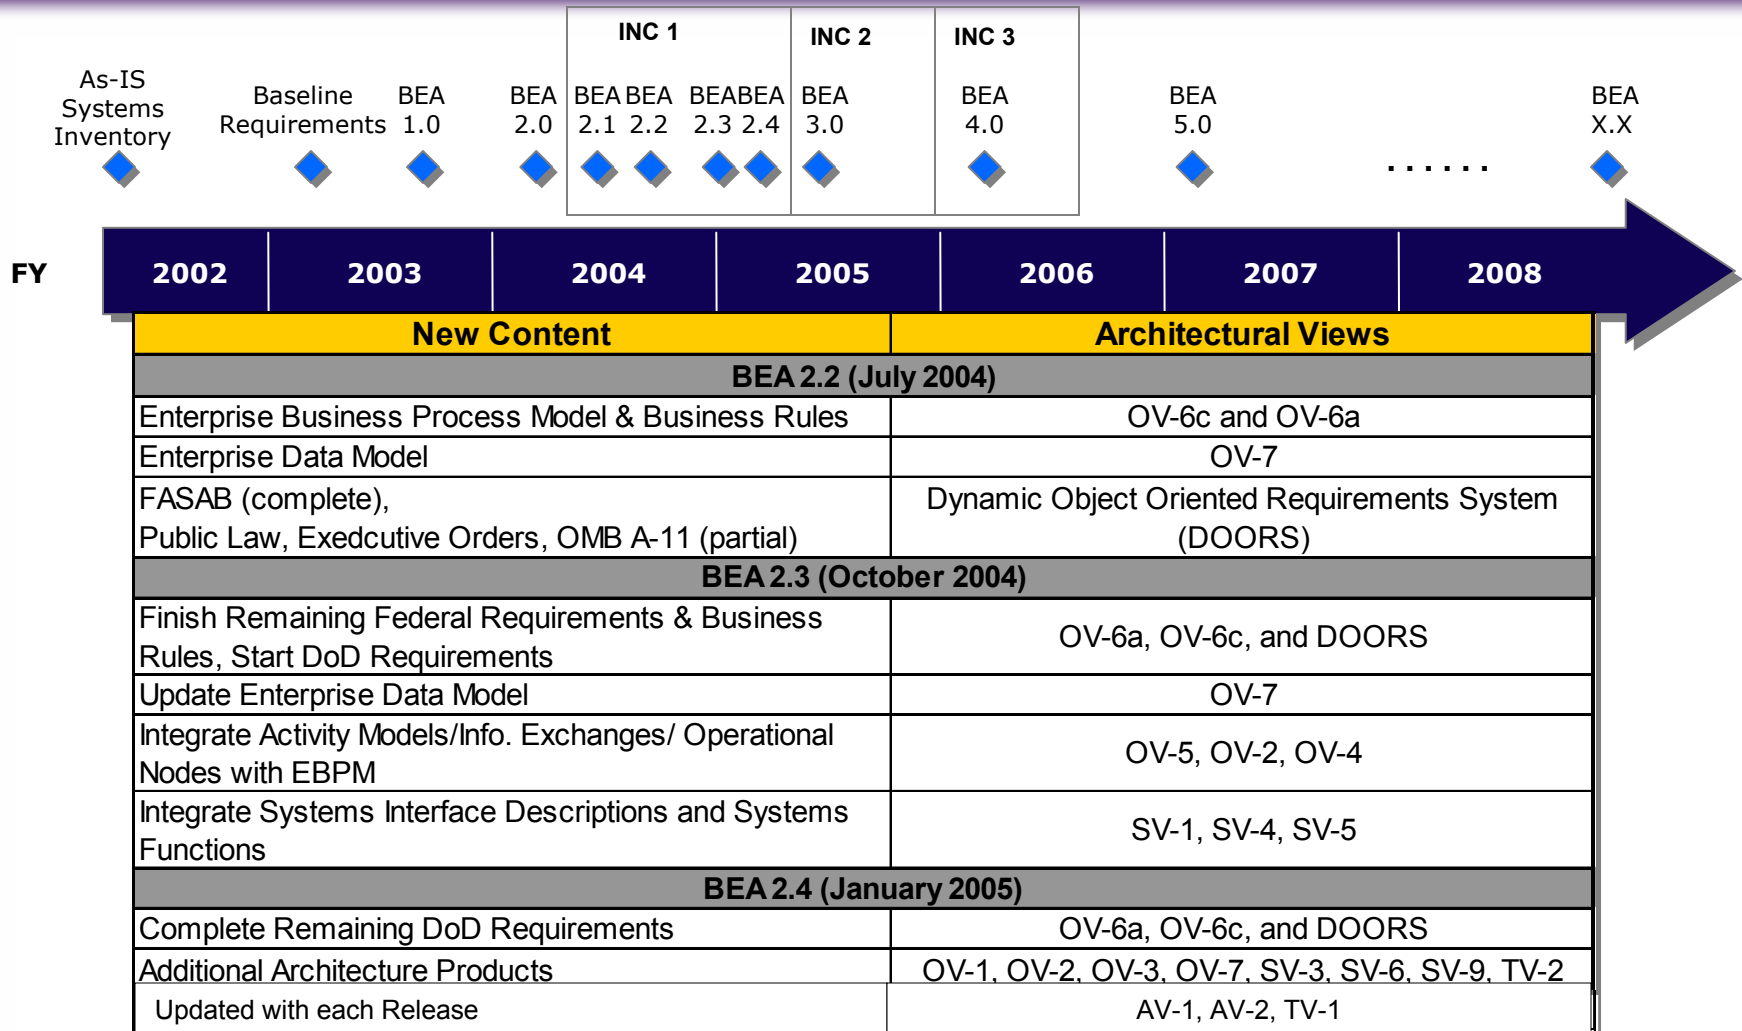 INC 1
INC 2
INC 3
As-IS
Systems
Inventory
Baseline
Requirements
BEA
1.0
BEA
2.0
BEA
2.1
BEA
2.2
BEA
2.3
BEA
2.4
BEA
3.0
BEA
4.0
BEA
5.0
......
BEA
X.X
FY 2002 2003 2004 2005 2006 2007 2008
New Content Architectural Views
BEA 2.2 (July 2004)
Enterprise Business Process Model & Business Rules OV-6c and OV-6a
Enterprise Data Model OV-7
FASAB (complete),
Public Law, Exedcutive Orders, OMB A-11 (partial)
Dynamic Object Oriented Requirements System
(DOORS)
BEA 2.3 (October 2004)
Finish Remaining Federal Requirements & Business
Rules, Start DoD Requirements
OV-6a, OV-6c, and DOORS
Update Enterprise Data Model OV-7
Integrate Activity Models/Info. Exchanges/ Operational
Nodes with EBPM
OV-5, OV-2, OV-4
Integrate Systems Interface Descriptions and Systems
Functions
SV-1, SV-4, SV-5
BEA 2.4 (January 2005)
Complete Remaining DoD Requirements OV-6a, OV-6c, and DOORS
Additional Architecture Products OV-1, OV-2, OV-3, OV-7, SV-3, SV-6, SV-9, TV-2
Updated with each Release AV-1, AV-2, TV-1